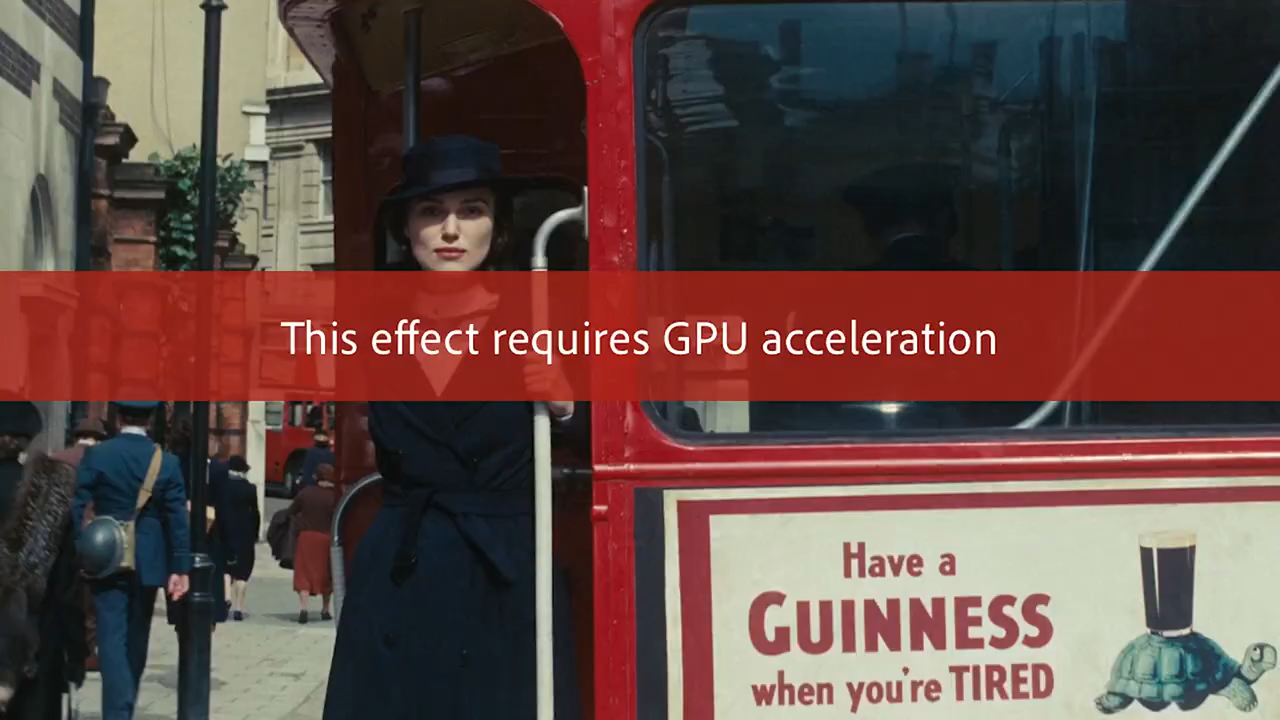 This effect requires GPU acceleration
Have a
GUINNESS
when you're TIRED